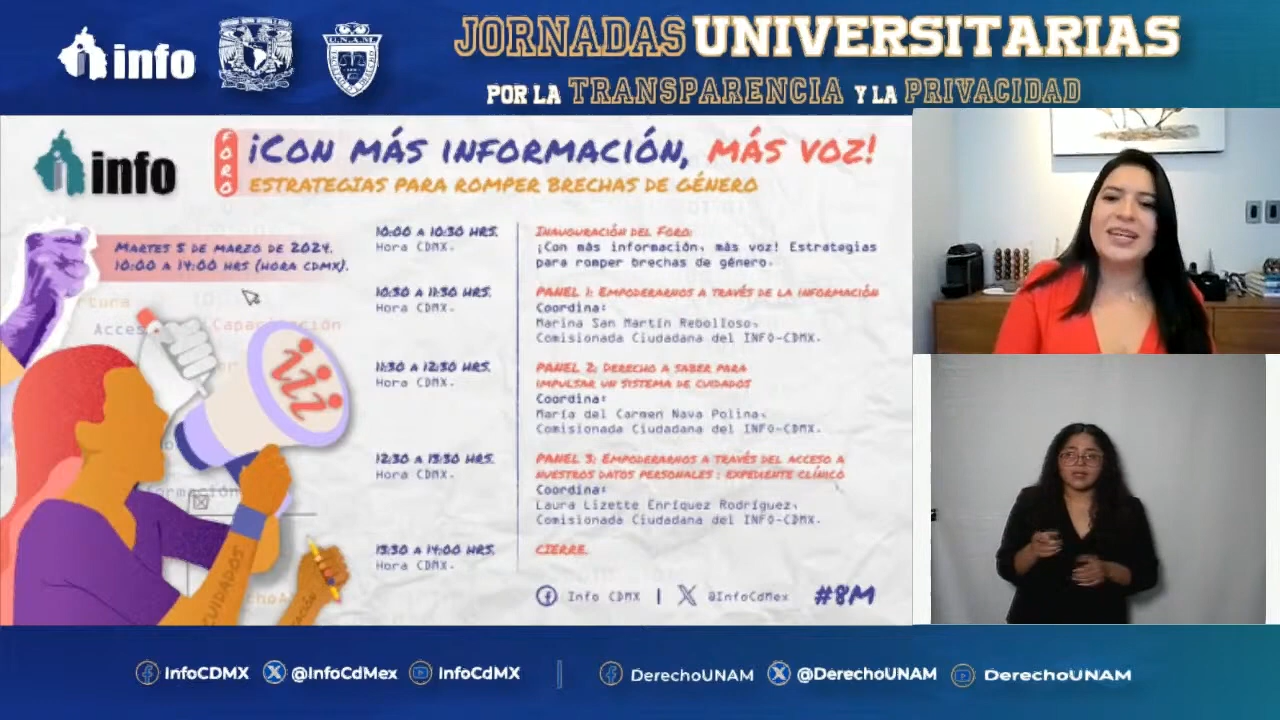 info
JORNADAS UNIVERSITARIAS
POR LA TRANSPARENCIA Y LA PRIVACIDAD
info
FORO
¡CON MÁS INFORMACIÓN, MÁS VOZ!
ESTRATEGIAS PARA ROMPER BRECHAS DE GÉNERO
MARTES 5 DE MARZO DE 2024.
10:00 A 14:00 HRS (HORA CDMX).
10:00 A 10:30 HRS.
Hora CDMX.
INAUGURACIÓN DEL FORO:
¡Con más información, más voz! Estrategias
para romper brechas de género.
10:30 A 11:30 HRS.
Hora CDMX.
PANEL 1: EMPODERARNOS A TRAVÉS DE LA INFORMACIÓN
Coordina:
Marina San Martín Rebolloso,
Comisionada Ciudadana del INFO-CDMX.
11:30 A 12:30 HRS.
Hora CDMX.
PANEL 2: DERECHO A SABER PARA
IMPULSAR UN SISTEMA DE CUIDADOS
Coordina:
María del Carmen Nava Polina,
Comisionada Ciudadana del INFO-CDMX.
12:30 A 13:30 HRS.
Hora CDMX.
PANEL 3: EMPODERARNOS A TRAVÉS DEL ACCESO A
NUESTROS DATOS PERSONALES : EXPEDIENTE CLÍNICO
Coordina:
Laura Lizette Enríquez Rodríguez,
Comisionada Ciudadana del INFO-CDMX.
13:30 A 14:00 HRS.
Hora CDMX.
CIERRE.
Capacitación
CUIDADOS
Info CDMX | @InfoCdMex #8M
InfoCDMX @InfoCdMex InfoCdMX | DerechoUNAM @DerechoUNAM DerechoUNAM